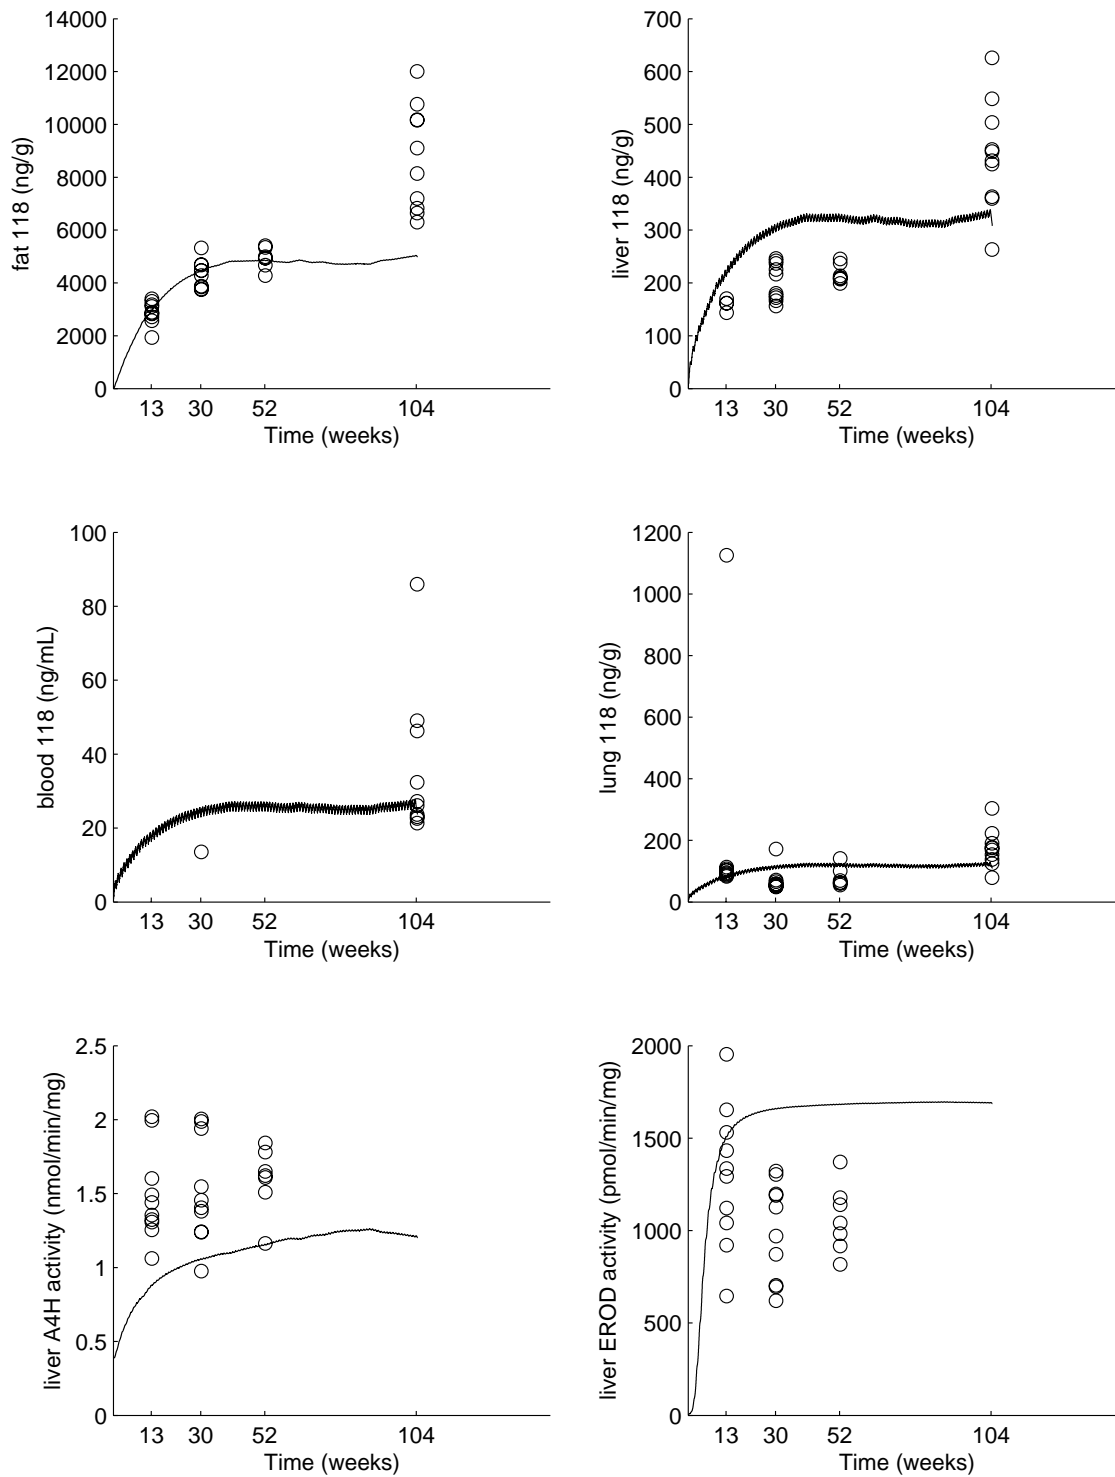 fat 118 (ng/g)
14000
12000
10000
8000
6000
4000
2000
0
13 30 52 104
Time (weeks)
liver 118 (ng/g)
700
600
500
400
300
200
100
0
13 30 52 104
Time (weeks)
blood 118 (ng/mL)
100
80
60
40
20
0
13 30 52 104
Time (weeks)
lung 118 (ng/g)
1200
1000
800
600
400
200
0
13 30 52 104
Time (weeks)
liver A4H activity (nmol/min/mg)
2.5
2
1.5
1
0.5
0
13 30 52 104
Time (weeks)
liver EROD activity (pmol/min/mg)
2000
1500
1000
500
0
13 30 52 104
Time (weeks)